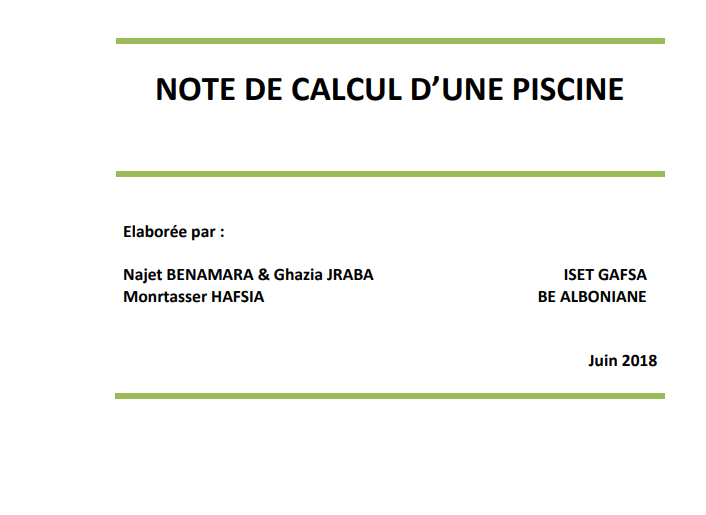 NOTE DE CALCUL D’UNE PISCINE
Elaborée par :
Najet BENAMARA & Ghazia JRABA ISET GAFSA
Monrtasser HAFSIA BE ALBONIANE
Juin 2018